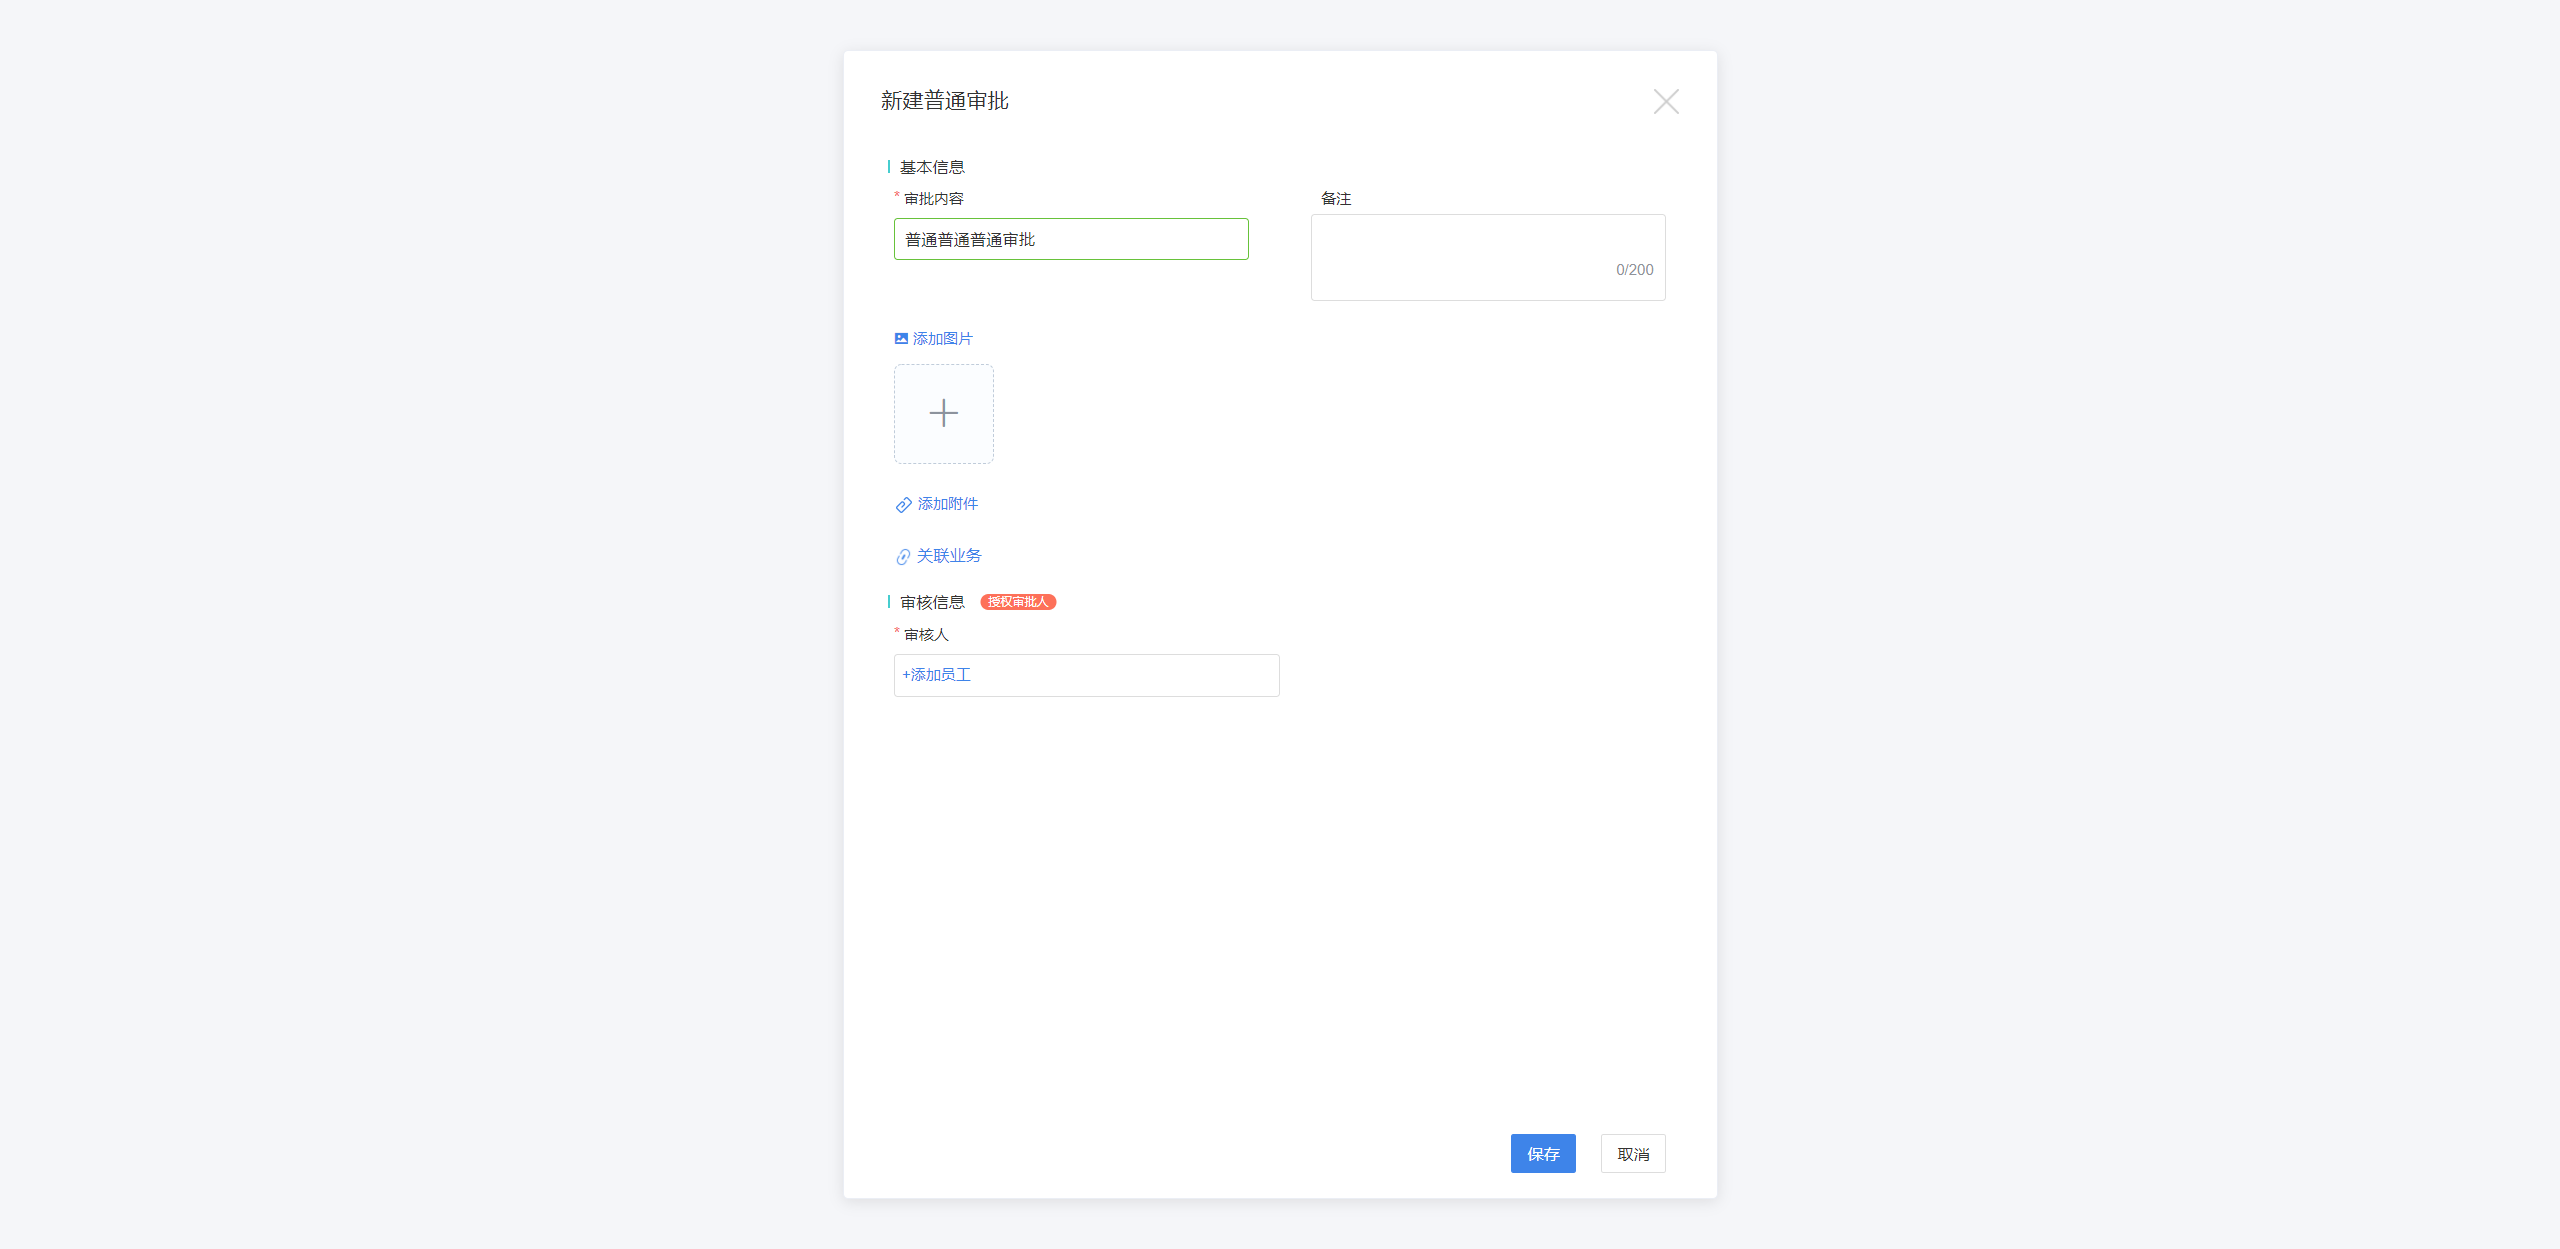 新建普通审批
基本信息
* 审批内容
备注
普通普通普通审批
0/200
添加图片
添加附件
关联业务
审核信息 授权审批人
* 审核人
+添加员工
保存 取消